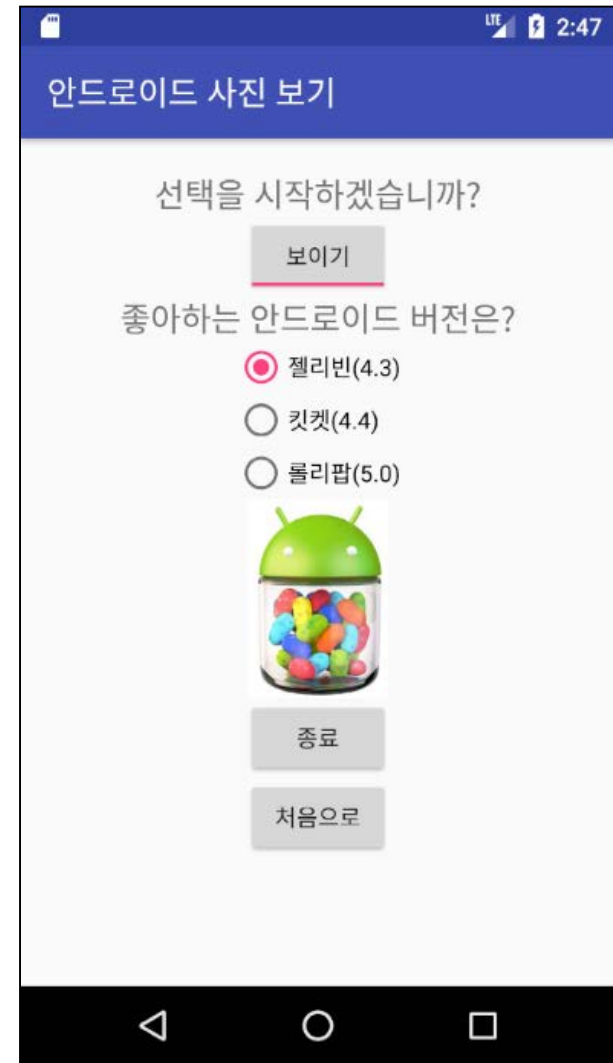 LTE 2:47
안드로이드 사진 보기
선택을 시작하겠습니까?
보이기
좋아하는 안드로이드 버전은?
젤리빈(4.3)
킷켓(4.4)
롤리팝(5.0)
종료
처음으로